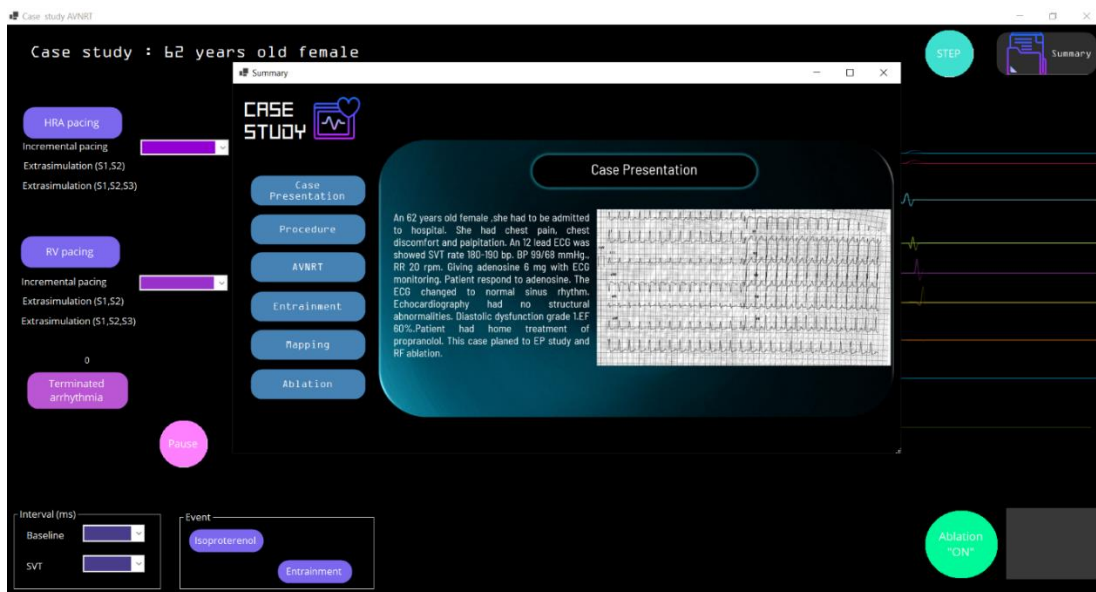 Case study AVNRT
Case study : 62 years old female
STEP
Summary
Summary
HRA pacing
Incremental pacing
Extrasimulation (S1,S2)
Extrasimulation (S1,S2,S3)
RV pacing
Incremental pacing
Extrasimulation (S1,S2)
Extrasimulation (S1,S2,S3)
0
Terminated
arrhythmia
Pause
CASE
STUDY
Case
Presentation
Procedure
AVNRT
Entrainment
Mapping
Ablation
Case Presentation
An 62 years old female ,she had to be admitted
to hospital. She had chest pain, chest
discomfort and palpitation. An 12 lead ECG was
showed SVT rate 180-190 bp. BP 99/68 mmHg.,
RR 20 rpm. Giving adenosine 6 mg with ECG
monitoring. Patient respond to adenosine. The
ECG changed to normal sinus rhythm.
Echocardiography had no structural
abnormalities. Diastolic dysfunction grade 1.EF
60%.Patient had home treatment of
propranolol. This case planed to EP study and
RF ablation.
Interval (ms)
Baseline
SVT
Event
Isoproterenol
Entrainment
Ablation
"ON"